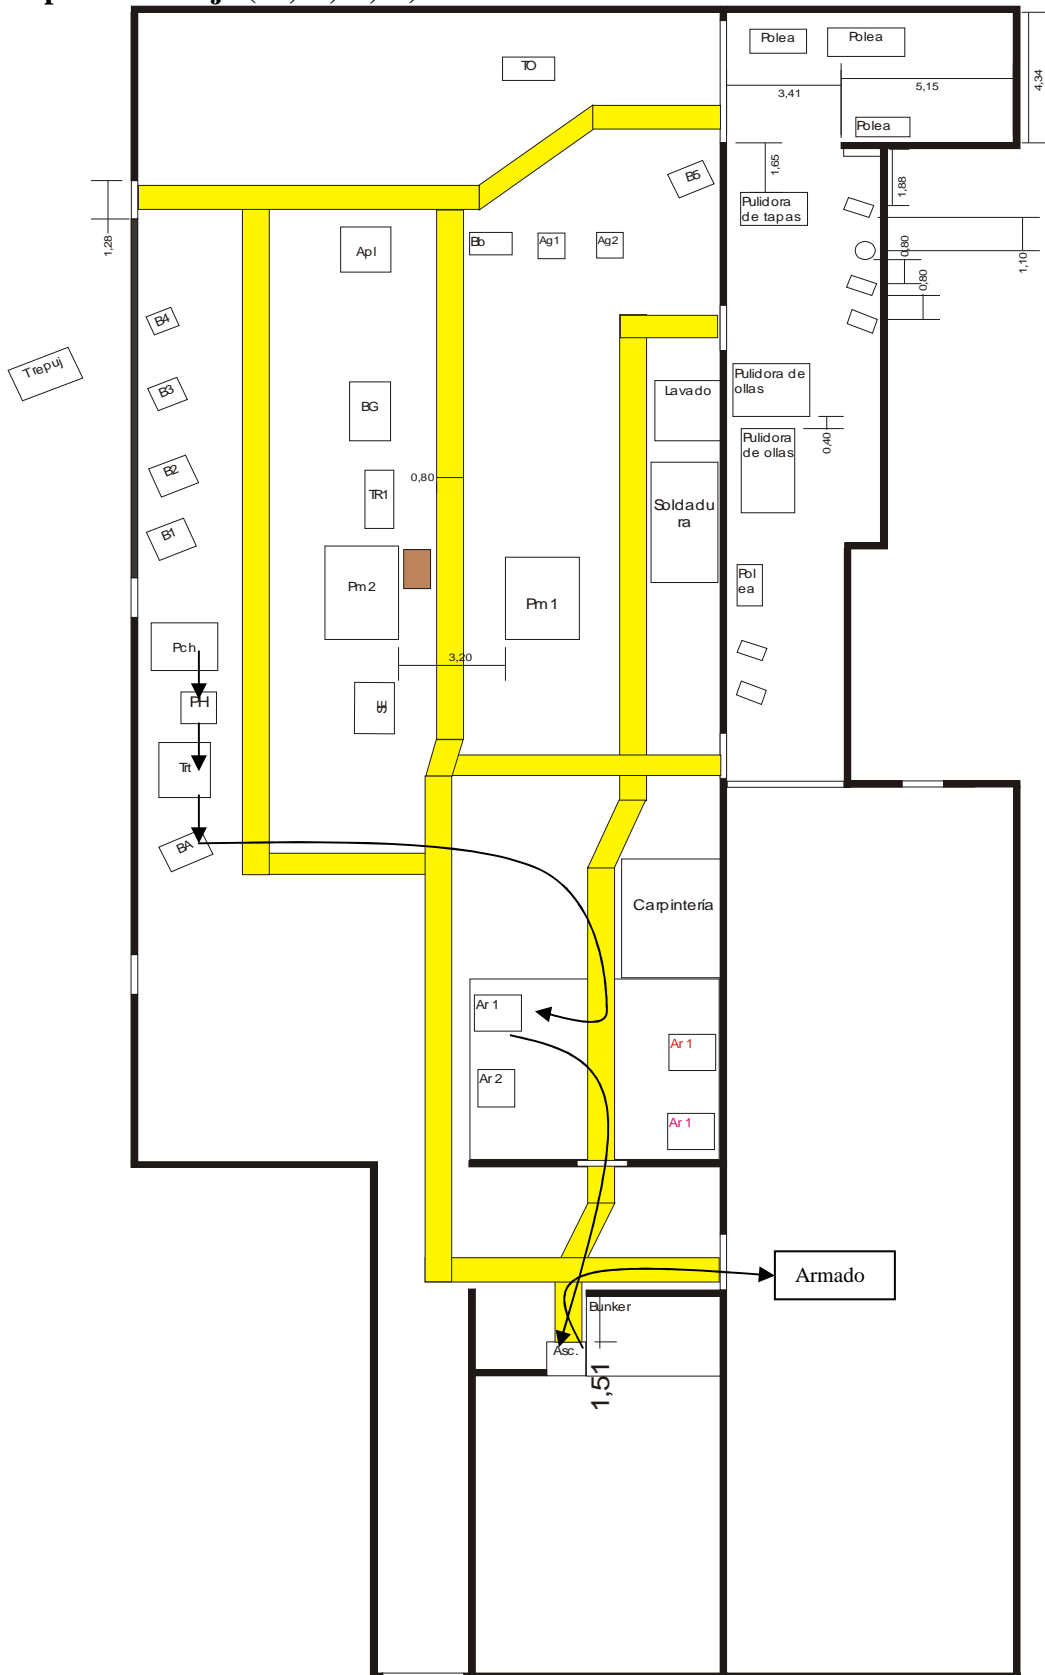 Polea
Polea
TO
3,41
5,15
4,34
Polea
1,65
B5
1,88
Pulidora
de tapas
1,28
Apl
Bb
Ag1
Ag2
0,80
1,10
0,80
B4
Trepuj
B3
BG
Lavado
Pulidora de
ollas
0,40
Pulidora
de ollas
B2
0,80
TR1
Soldadu
ra
B1
Pm2
Pm1
Pol
ea
Pch
3,20
PH
SE
Trt
BA
Carpintería
Ar 1
Ar 1
Ar 2
Ar 1
Armado
Bunker
Asc.
1,51